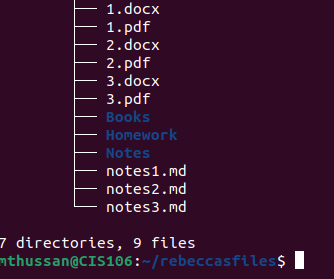 ├── 1.docx
├── 1.pdf
├── 2.docx
├── 2.pdf
├── 3.docx
├── 3.pdf
├── Books
├── Homework
├── Notes
├── notes1.md
├── notes2.md
└── notes3.md
7 directories, 9 files
mthussan@CIS106:~/rebeccasfiles$